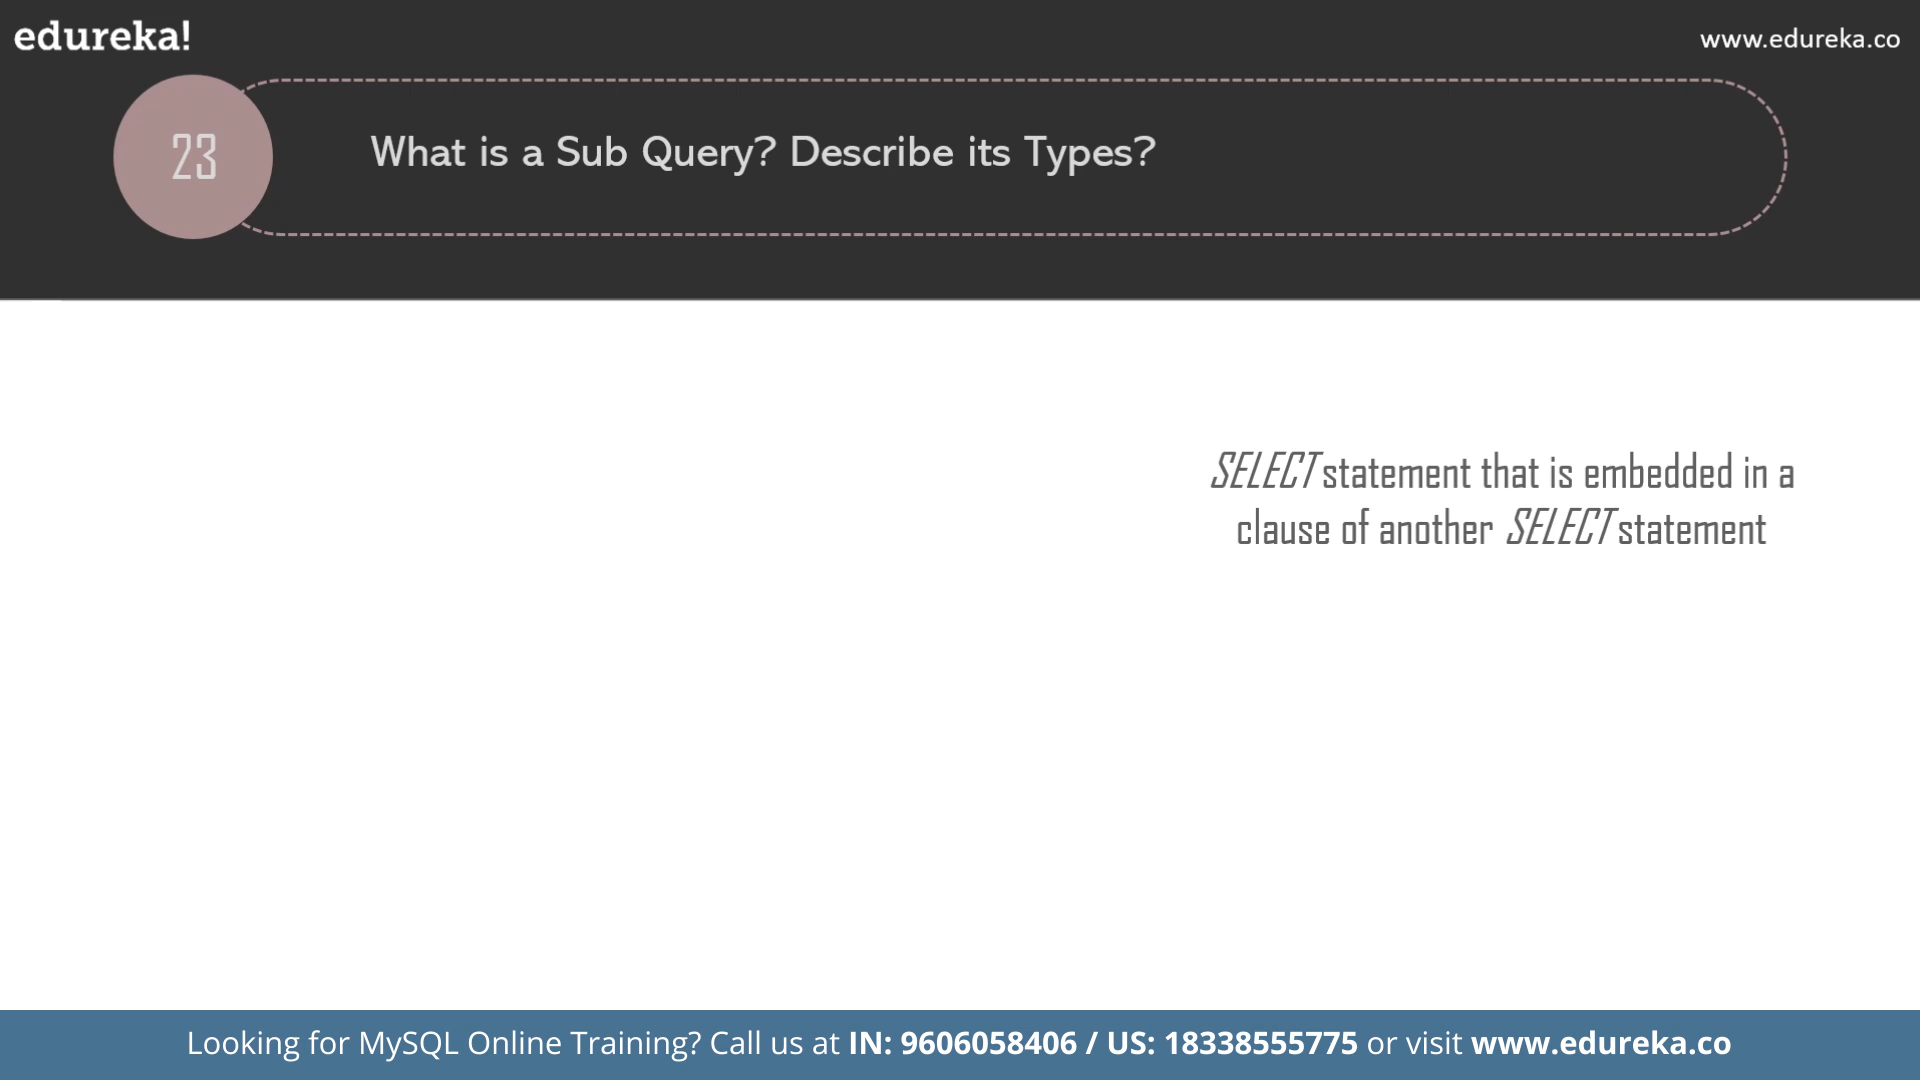 edureka!
www.edureka.co
23
What is a Sub Query? Describe its Types?
SELECT statement that is embedded in a
clause of another SELECT statement
Looking for MySQL Online Training? Call us at IN: 9606058406 / US: 18338555775 or visit www.edureka.co